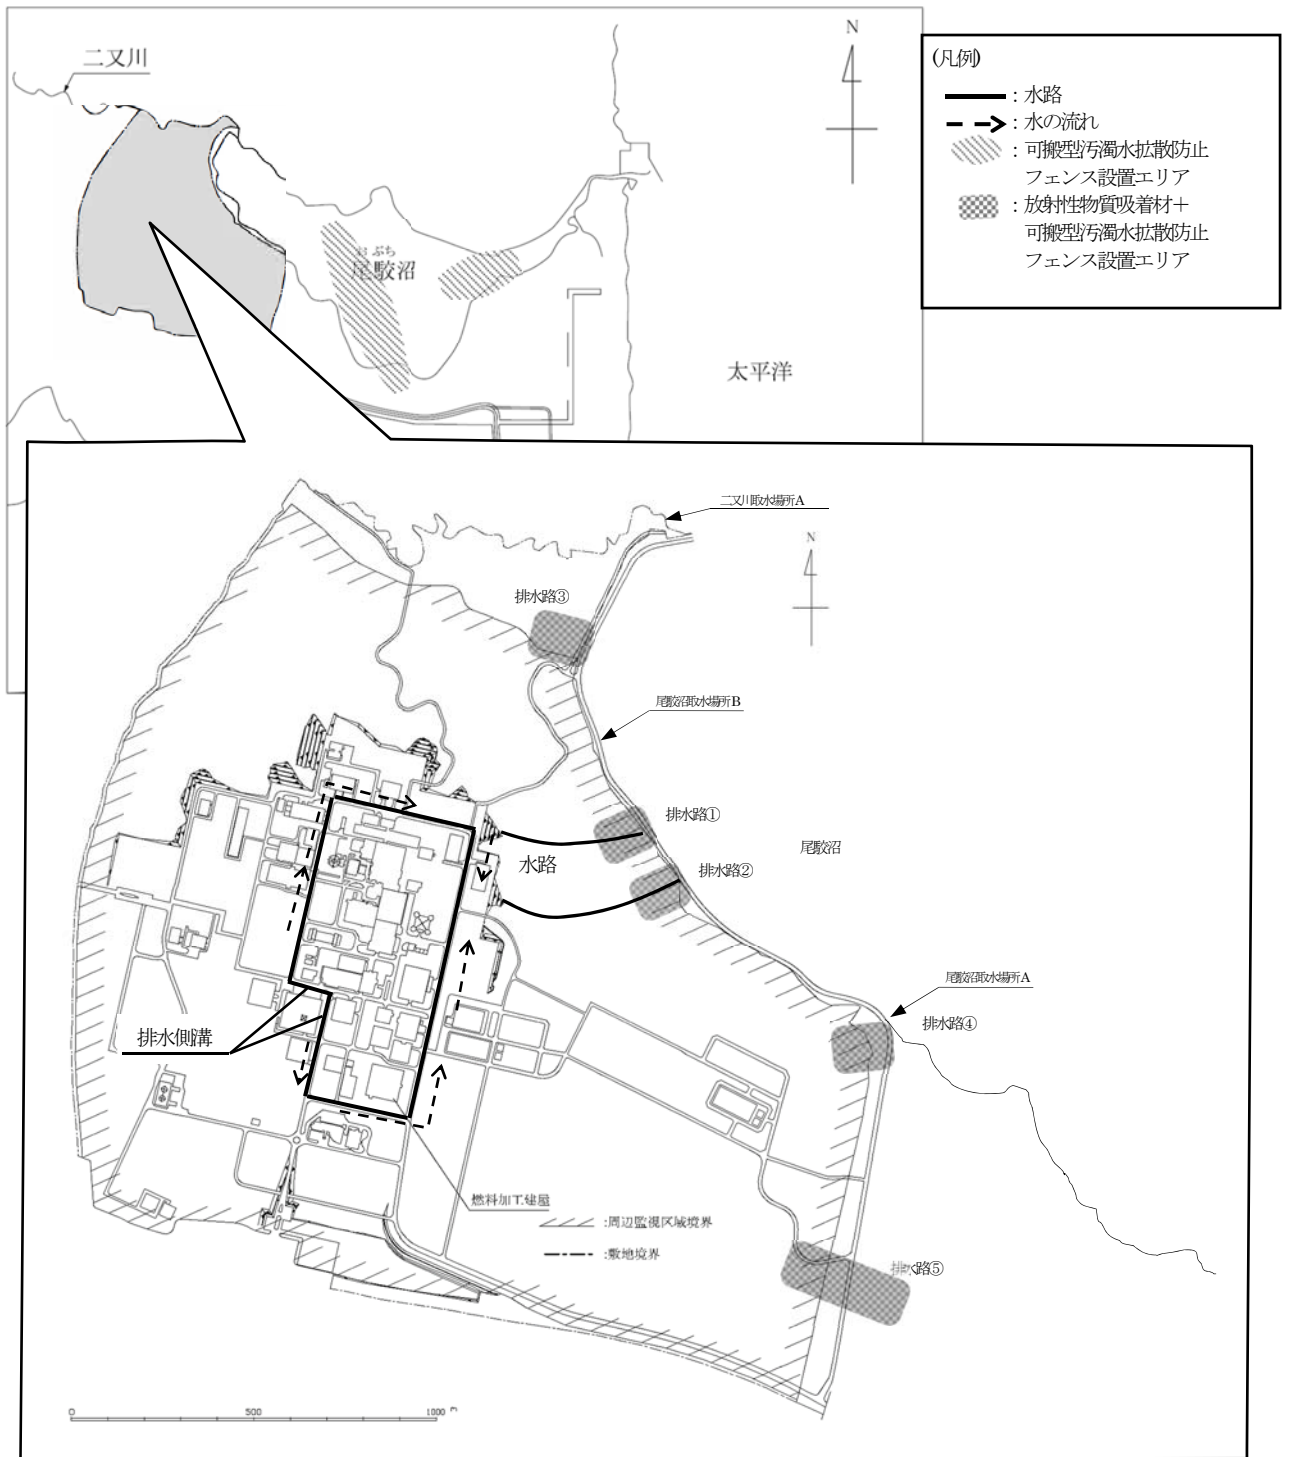 二又川
N
(凡例)
：水路
：水の流れ
：可搬型汚濁水拡散防止
フェンス設置エリア
：放射性物質吸着材＋
可搬型汚濁水拡散防止
フェンス設置エリア
おぶち
尾駮沼
太平洋
二又川取水場所A
N
排水路③
尾駮沼取水場所B
排水路①
尾駮沼
水路
排水路②
尾駮沼取水場所A
排水路④
排水側溝
燃料加工建屋
:周辺監視区域境界
:敷地境界
排水路⑤
0 500 1000 m